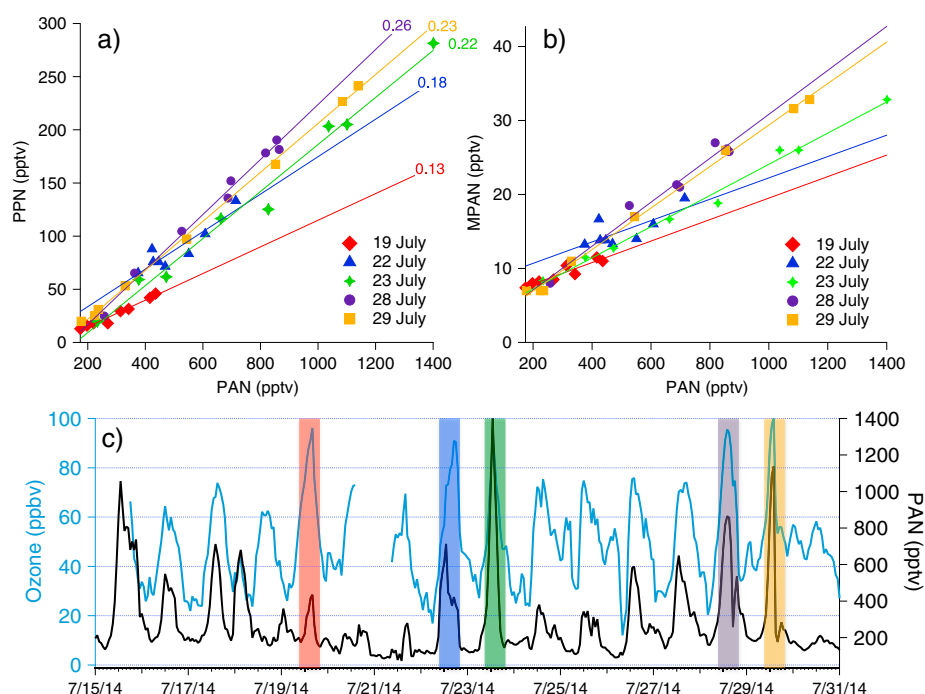 a)
300
250
200
150
100
50
0
PPN (pptv)
0.26
0.23
0.22
0.18
0.13
19 July
22 July
23 July
28 July
29 July
200 400 600 800 1000 1200 1400
PAN (pptv)
b)
40
30
20
10
0
MPAN (pptv)
19 July
22 July
23 July
28 July
29 July
200 400 600 800 1000 1200 1400
PAN (pptv)
c)
100
80
60
40
20
0
Ozone (ppbv)
1400
1200
1000
800
600
400
200
PAN (pptv)
7/15/14 7/17/14 7/19/14 7/21/14 7/23/14 7/25/14 7/27/14 7/29/14 7/31/14